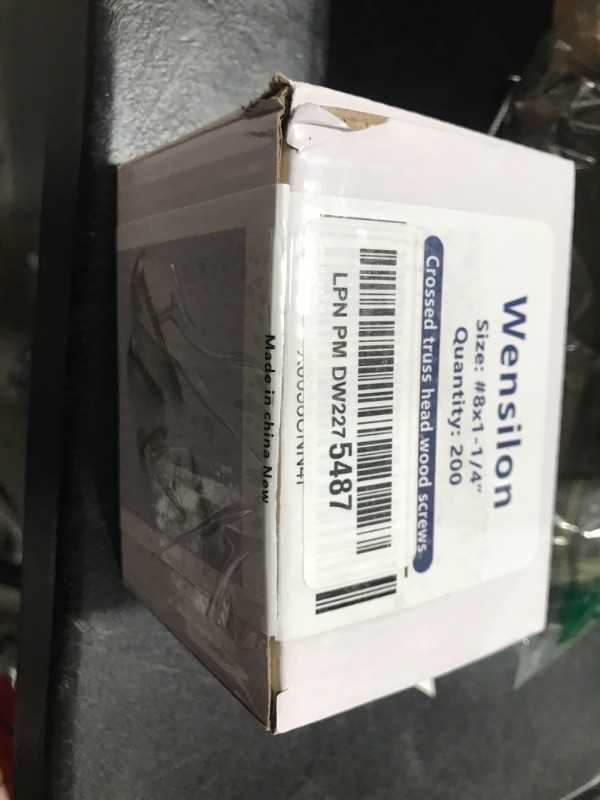 Wensilon
Size: #8x1-1/4"
Quantity: 200
Crossed truss head wood screws
LPN PM DW227 5487
Made in china New